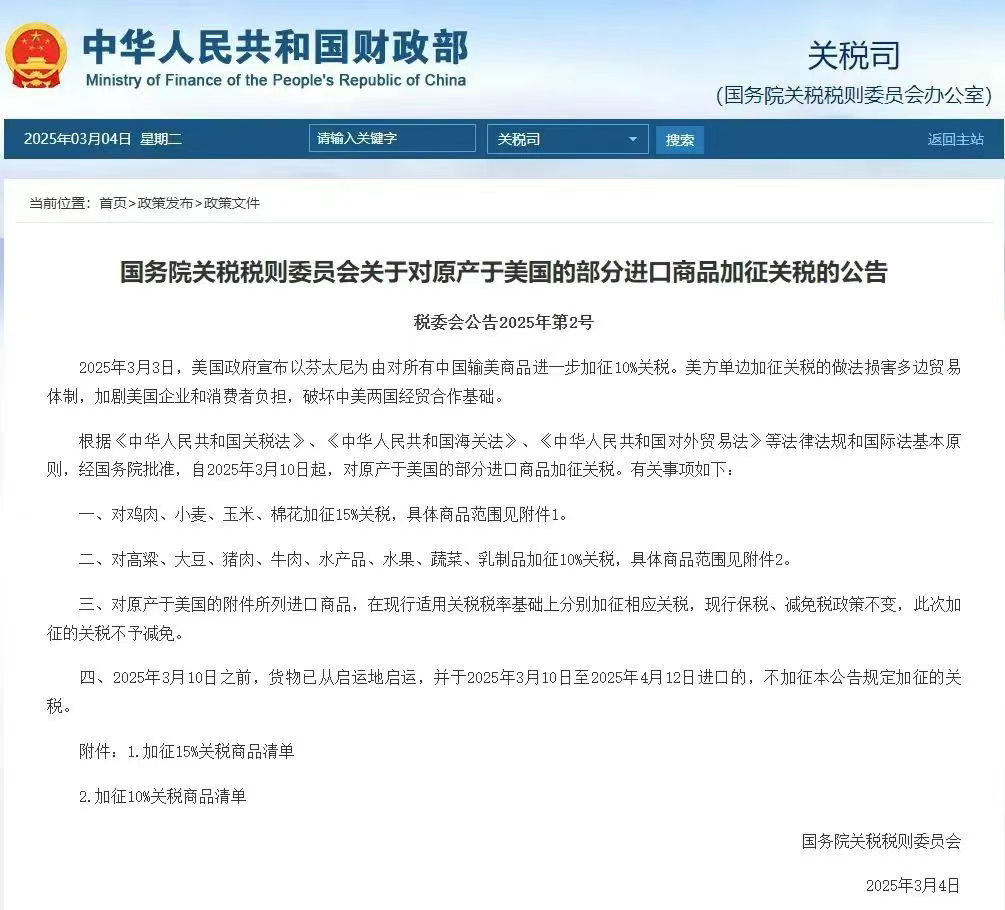 中华人民共和国财政部
Ministry of Finance of the People's Republic of China
关税司
(国务院关税税则委员会办公室)
2025年03月04日 星期二
请输入关键字
关税司
搜索
返回主站
当前位置：首页>政策发布>政策文件
国务院关税税则委员会关于对原产于美国的部分进口商品加征关税的公告
税委会公告2025年第2号
2025年3月3日，美国政府宣布以芬太尼为由对所有中国输美商品进一步加征10%关税。美方单边加征关税的做法损害多边贸易
体制，加剧美国企业和消费者负担，破坏中美两国经贸合作基础。
根据《中华人民共和国关税法》、《中华人民共和国海关法》、《中华人民共和国对外贸易法》等法律法规和国际法基本原
则，经国务院批准，自2025年3月10日起，对原产于美国的部分进口商品加征关税。有关事项如下：
一、对鸡肉、小麦、玉米、棉花加征15%关税，具体商品范围见附件1。
二、对高粱、大豆、猪肉、牛肉、水产品、水果、蔬菜、乳制品加征10%关税，具体商品范围见附件2。
三、对原产于美国的附件所列进口商品，在现行适用关税税率基础上分别加征相应关税，现行保税、减免税政策不变，此次加
征的关税不予减免。
四、2025年3月10日之前，货物已从启运地启运，并于2025年3月10日至2025年4月12日进口的，不加征本公告规定加征的关
税。
附件：1.加征15%关税商品清单
2.加征10%关税商品清单
国务院关税税则委员会
2025年3月4日